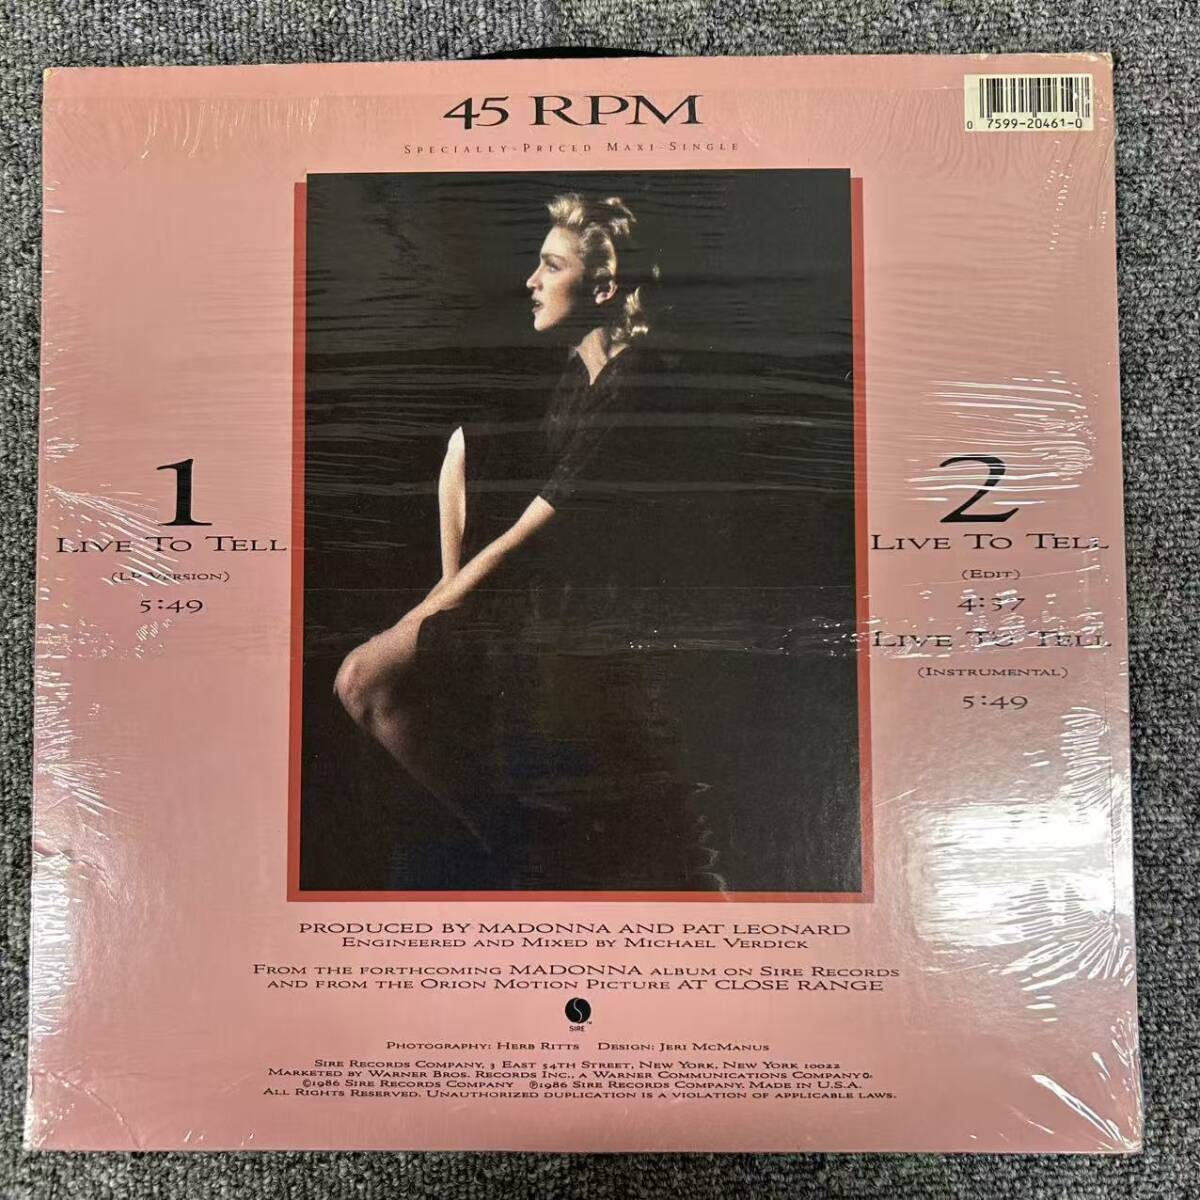 45 RPM
Specially-Priced Maxi-Single
0 7599-20461-0
1
Live To Tell
(LP Version)
5:49
2
Live To Tell
(Edit)
4:37
Live To Tell
(Instrumental)
5:49
PRODUCED BY MADONNA AND PAT LEONARD
Engineered and Mixed by Michael Verdick
From the forthcoming MADONNA album on Sire Records
and from the Orion Motion Picture AT CLOSE RANGE
SIRE™
Photography: Herb Ritts Design: Jeri McManus
Sire Records Company, 3 East 54th Street, New York, New York 10022
Marketed by Warner Bros. Records Inc., a Warner Communications Company
©1986 Sire Records Company ℗1986 Sire Records Company. Made in U.S.A.
All Rights Reserved. Unauthorized duplication is a violation of applicable laws.